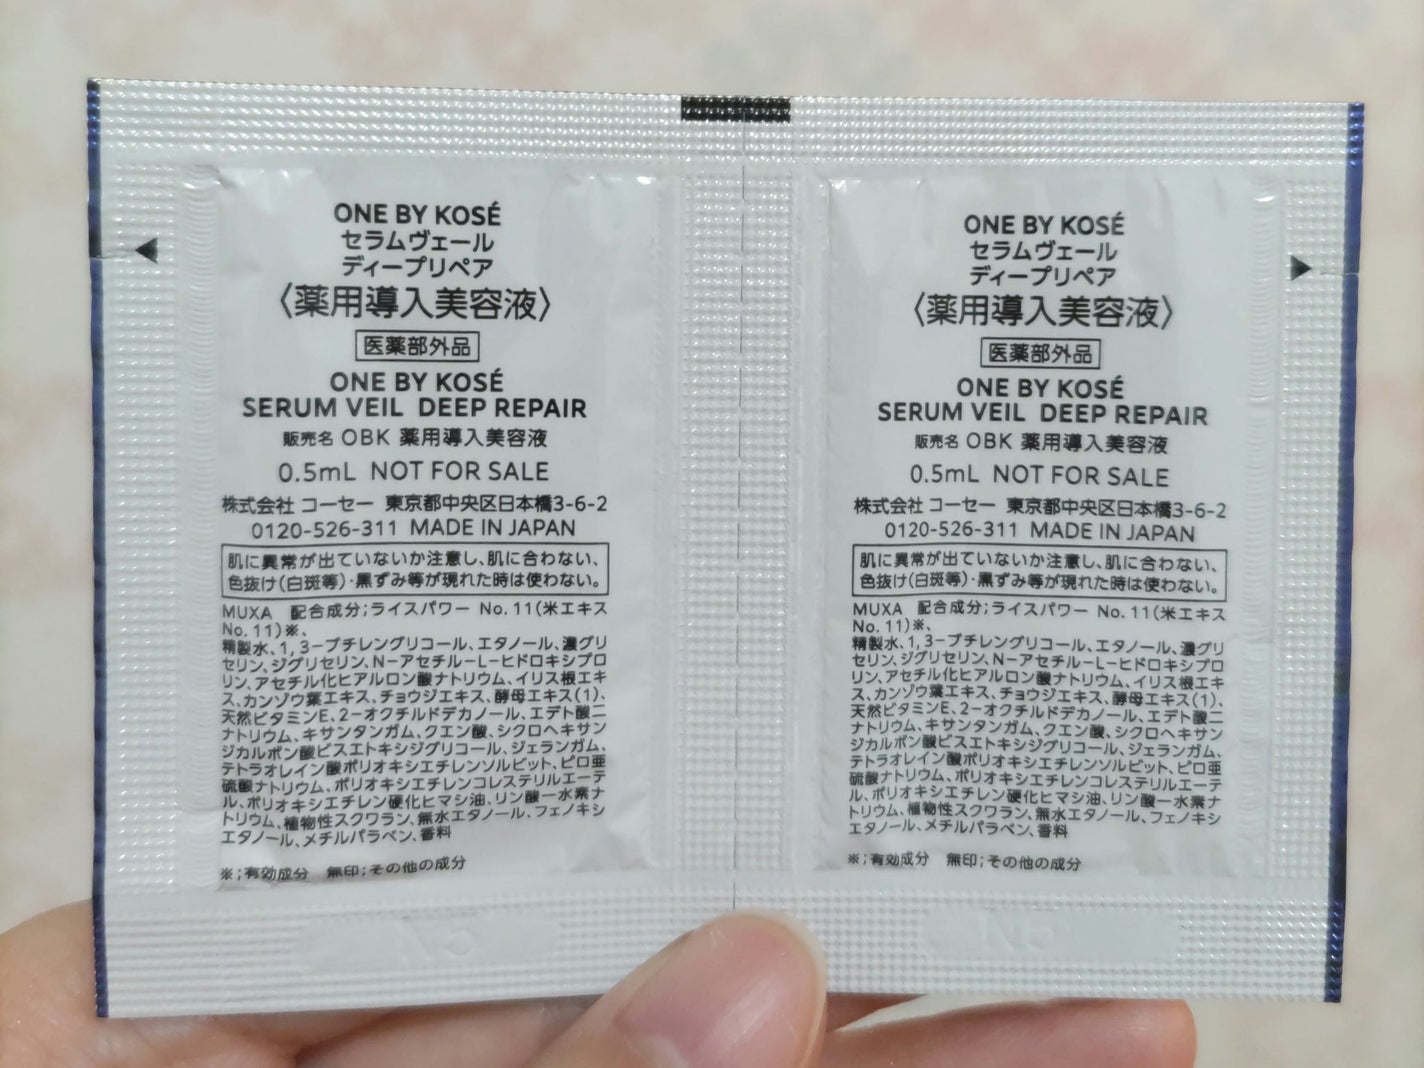 ONE BY KOSÉ
セラムヴェール
ディープリペア
〈薬用導入美容液〉
医薬部外品
ONE BY KOSÉ
SERUM VEIL DEEP REPAIR
販売名 OBK 薬用導入美容液
0.5mL NOT FOR SALE
株式会社 コーセー 東京都中央区日本橋3-6-2
0120-526-311 MADE IN JAPAN
肌に異常が出ていないか注意し、肌に合わない、
色抜け(白斑等)・黒ずみ等が現れた時は使わない。
MUXA 配合成分;ライスパワー No.11(米エキス
No.11)※、
精製水、1,3－ブチレングリコール、エタノール、濃グリ
セリン、ジグリセリン、N－アセチル－L－ヒドロキシプロ
リン、アセチル化ヒアルロン酸ナトリウム、イリス根エキ
ス、カンゾウ葉エキス、チョウジエキス、酵母エキス(1)、
天然ビタミンE、2－オクチルドデカノール、エデト酸二
ナトリウム、キサンタンガム、クエン酸、シクロヘキサン
ジカルボン酸ビスエトキシジグリコール、ジェランガム、
テトラオレイン酸ポリオキシエチレンソルビット、ピロ亜
硫酸ナトリウム、ポリオキシエチレンコレステリルエーテ
ル、ポリオキシエチレン硬化ヒマシ油、リン酸一水素ナ
トリウム、植物性スクワラン、無水エタノール、フェノキシ
エタノール、メチルパラベン、香料
※;有効成分 無印;その他の成分
ONE BY KOSÉ
セラムヴェール
ディープリペア
〈薬用導入美容液〉
医薬部外品
ONE BY KOSÉ
SERUM VEIL DEEP REPAIR
販売名 OBK 薬用導入美容液
0.5mL NOT FOR SALE
株式会社 コーセー 東京都中央区日本橋3-6-2
0120-526-311 MADE IN JAPAN
肌に異常が出ていないか注意し、肌に合わない、
色抜け(白斑等)・黒ずみ等が現れた時は使わない。
MUXA 配合成分;ライスパワー No.11(米エキス
No.11)※、
精製水、1,3－ブチレングリコール、エタノール、濃グリ
セリン、ジグリセリン、N－アセチル－L－ヒドロキシプロ
リン、アセチル化ヒアルロン酸ナトリウム、イリス根エキ
ス、カンゾウ葉エキス、チョウジエキス、酵母エキス(1)、
天然ビタミンE、2－オクチルドデカノール、エデト酸二
ナトリウム、キサンタンガム、クエン酸、シクロヘキサン
ジカルボン酸ビスエトキシジグリコール、ジェランガム、
テトラオレイン酸ポリオキシエチレンソルビット、ピロ亜
硫酸ナトリウム、ポリオキシエチレンコレステリルエーテ
ル、ポリオキシエチレン硬化ヒマシ油、リン酸一水素ナ
トリウム、植物性スクワラン、無水エタノール、フェノキシ
エタノール、メチルパラベン、香料
※;有効成分 無印;その他の成分